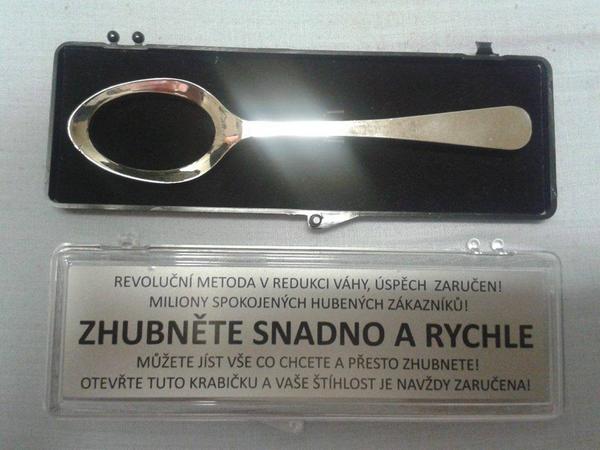 REVOLUČNÍ METODA V REDUKCI VÁHY, ÚSPĚCH ZARUČEN!
MILIONY SPOKOJENÝCH HUBENÝCH ZÁKAZNÍKŮ!
ZHUBNĚTE SNADNO A RYCHLE
MŮŽETE JÍST VŠE CO CHCETE A PŘESTO ZHUBNETE!
OTEVŘTE TUTO KRABIČKU A VAŠE ŠTÍHLOST JE NAVŽDY ZARUČENA!